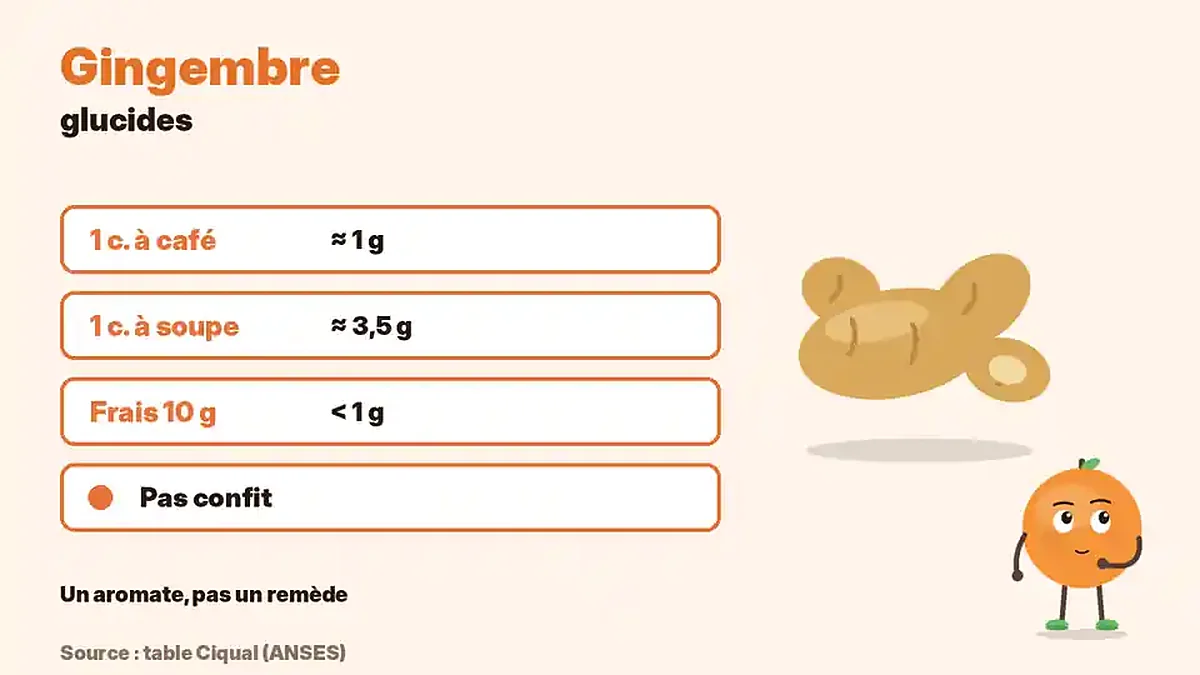 Gingembre
glucides
1 c. à café ≈ 1 g
1 c. à soupe ≈ 3,5 g
Frais 10 g < 1 g
Pas confit
Un aromate, pas un remède
Source : table Ciqual (ANSES)